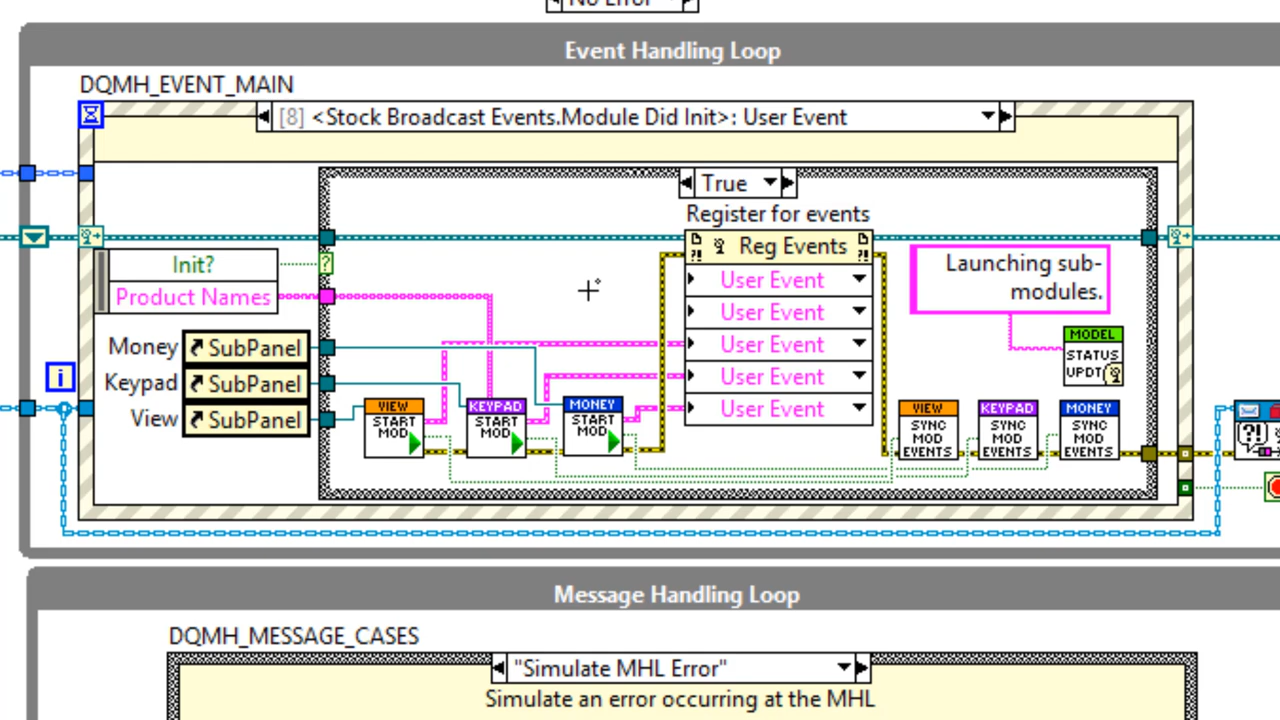 No Error
Event Handling Loop
DQMH_EVENT_MAIN
[8] <Stock Broadcast Events.Module Did Init>: User Event
True
Register for events
Reg Events
User Event
User Event
User Event
User Event
User Event
Init?
Product Names
Launching sub-
modules.
MODEL
STATUS
UPDT
Money SubPanel
Keypad SubPanel
View SubPanel
i
?
VIEW
START
MOD
KEYPAD
START
MOD
MONEY
START
MOD
VIEW
SYNC
MOD
EVENTS
KEYPAD
SYNC
MOD
EVENTS
MONEY
SYNC
MOD
EVENTS
?!
Message Handling Loop
DQMH_MESSAGE_CASES
"Simulate MHL Error"
Simulate an error occurring at the MHL